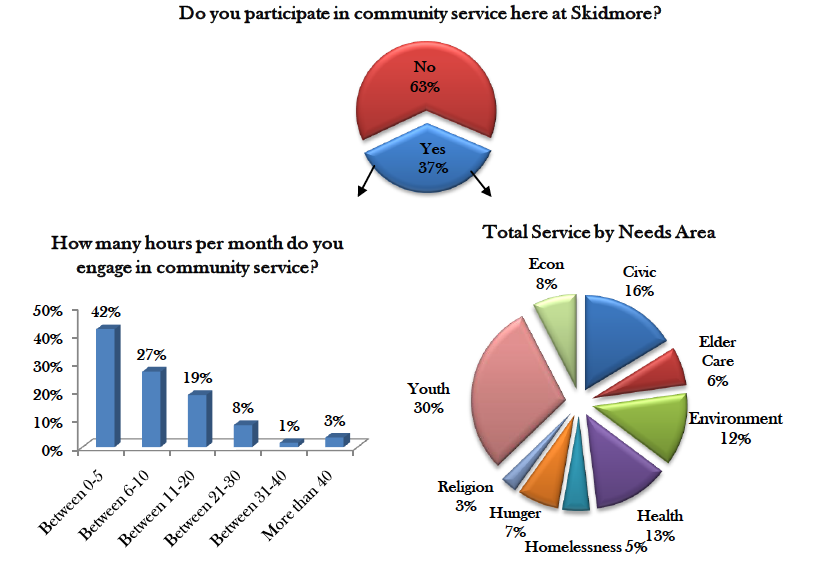 Do you participate in community service here at Skidmore?
No
63%
Yes
37%
How many hours per month do you
engage in community service?
50%
40%
30%
20%
10%
0%
42%
27%
19%
8%
1%
3%
Between 0-5
Between 6-10
Between 11-20
Between 21-30
Between 31-40
More than 40
Total Service by Needs Area
Econ
8%
Civic
16%
Elder
Care
6%
Environment
12%
Health
13%
Homelessness 5%
Hunger
7%
Religion
3%
Youth
30%